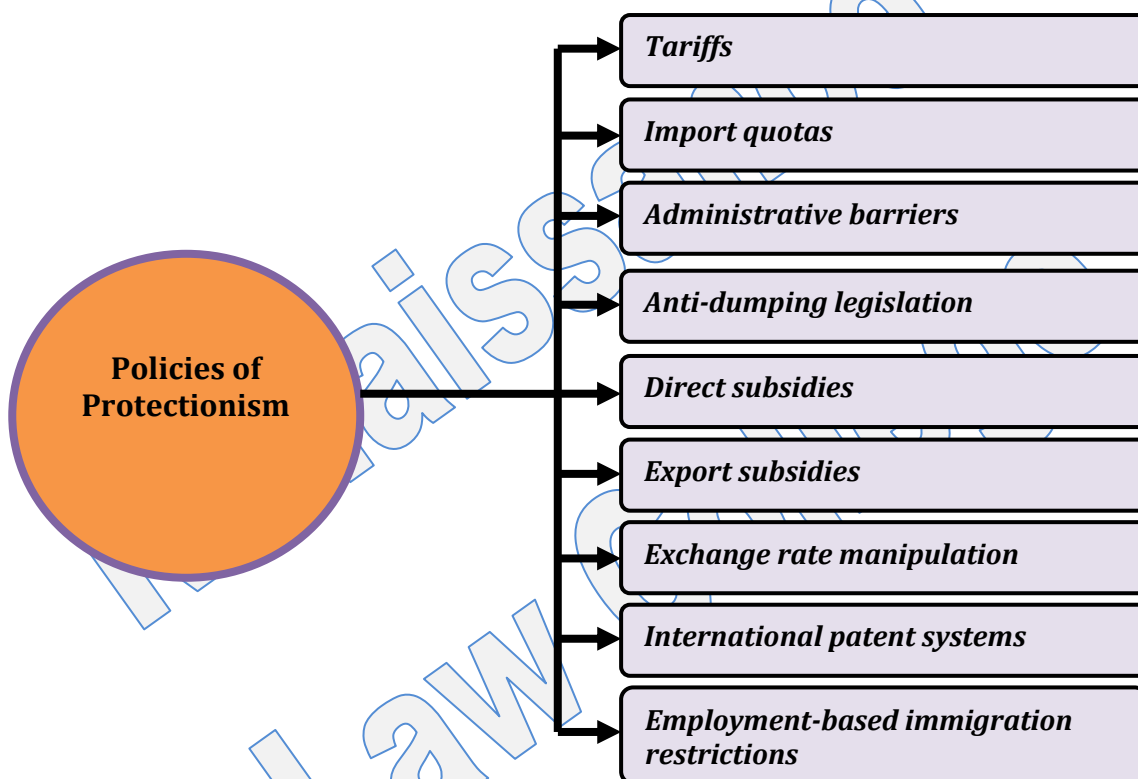 Policies of
Protectionism
Tariffs
Import quotas
Administrative barriers
Anti-dumping legislation
Direct subsidies
Export subsidies
Exchange rate manipulation
International patent systems
Employment-based immigration
restrictions
Law